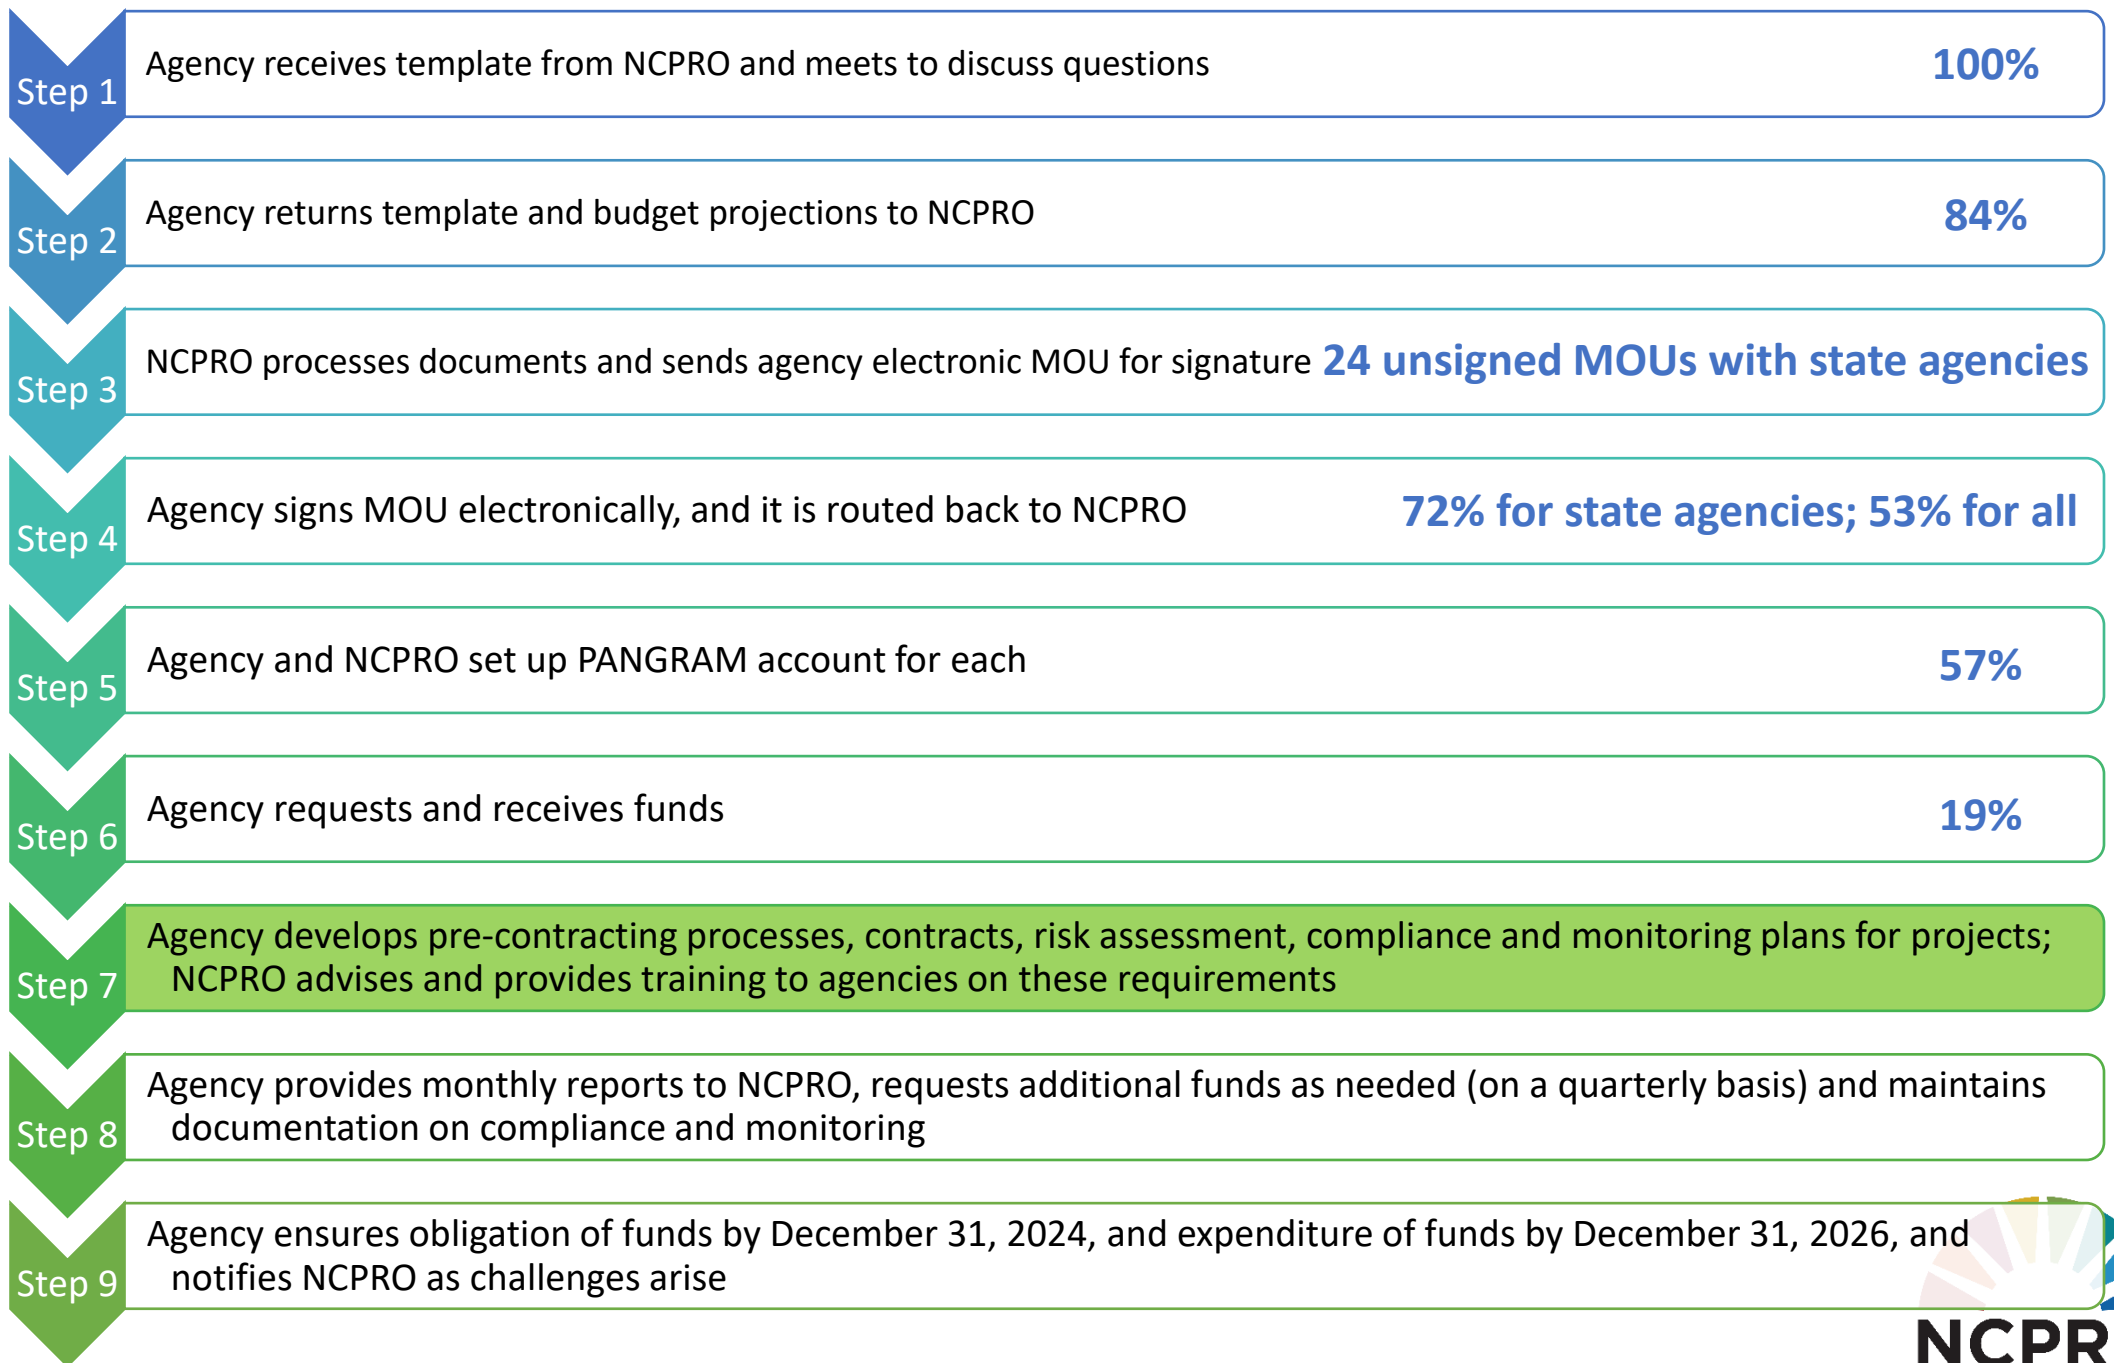 Step 1
Agency receives template from NCPRO and meets to discuss questions
100%
Step 2
Agency returns template and budget projections to NCPRO
84%
Step 3
NCPRO processes documents and sends agency electronic MOU for signature
24 unsigned MOUs with state agencies
Step 4
Agency signs MOU electronically, and it is routed back to NCPRO
72% for state agencies; 53% for all
Step 5
Agency and NCPRO set up PANGRAM account for each
57%
Step 6
Agency requests and receives funds
19%
Step 7
Agency develops pre-contracting processes, contracts, risk assessment, compliance and monitoring plans for projects;
NCPRO advises and provides training to agencies on these requirements
Step 8
Agency provides monthly reports to NCPRO, requests additional funds as needed (on a quarterly basis) and maintains
documentation on compliance and monitoring
Step 9
Agency ensures obligation of funds by December 31, 2024, and expenditure of funds by December 31, 2026, and
notifies NCPRO as challenges arise
NCPR